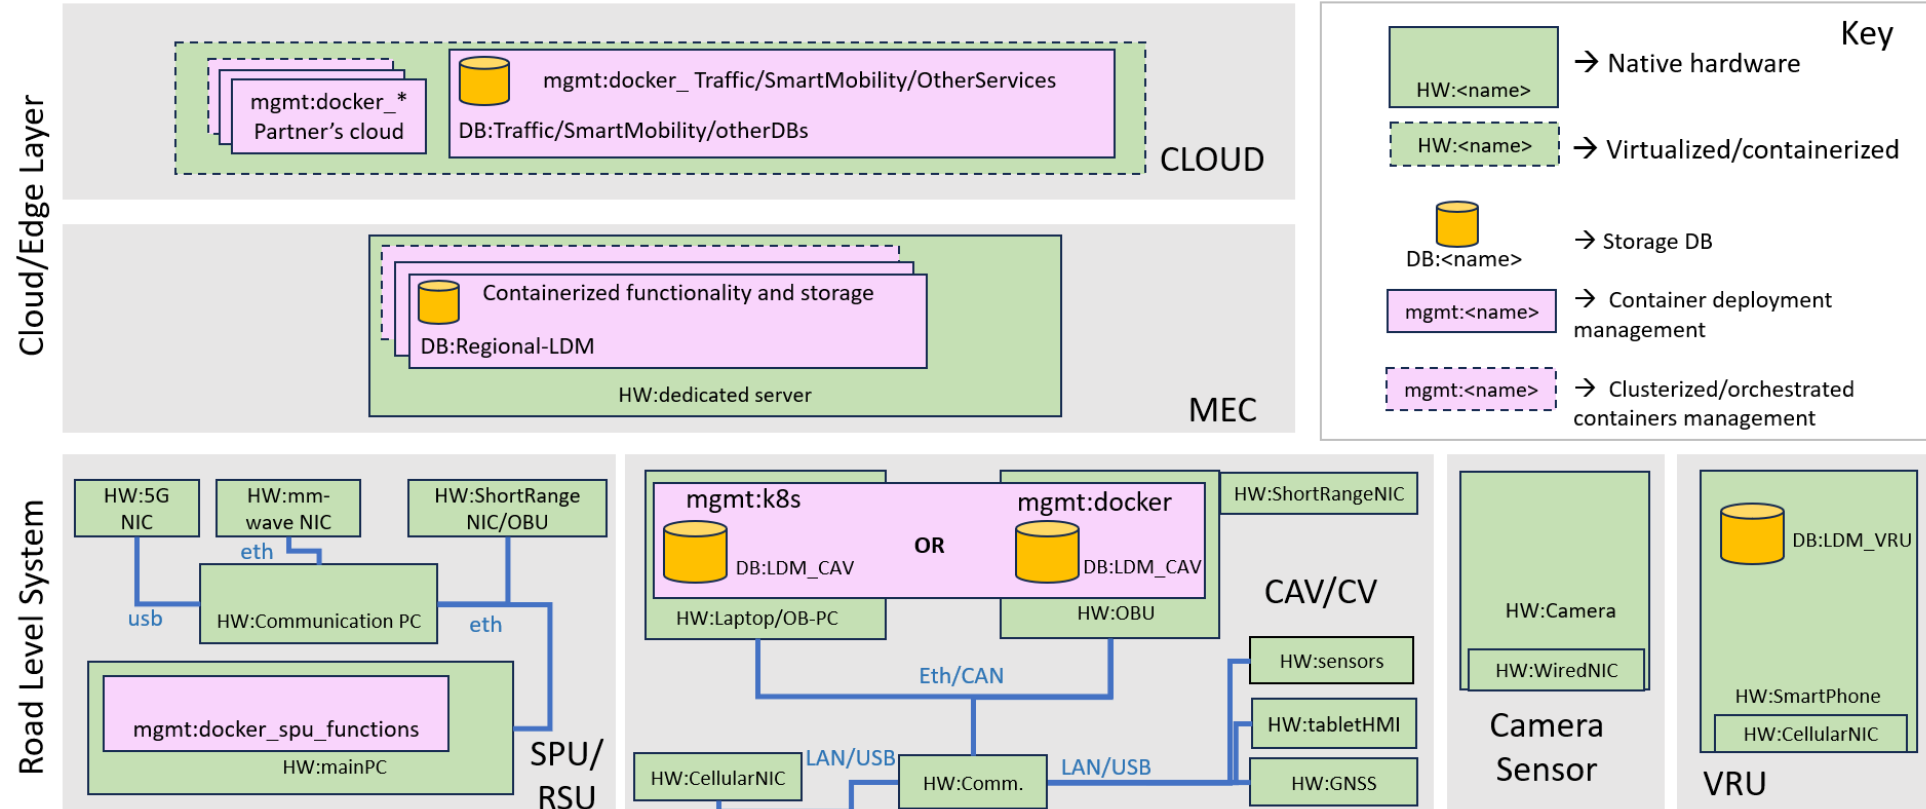 Cloud/Edge Layer
mgmt:docker_*
Partner's cloud
mgmt:docker_ Traffic/SmartMobility/OtherServices
DB:Traffic/SmartMobility/otherDBs
CLOUD
Containerized functionality and storage
DB:Regional-LDM
HW:dedicated server
MEC
Key
HW:<name>
→ Native hardware
HW:<name>
→ Virtualized/containerized
DB:<name>
→ Storage DB
mgmt:<name>
→ Container deployment
management
mgmt:<name>
→ Clusterized/orchestrated
containers management
Road Level System
HW:5G
NIC
HW:mm-
wave NIC
HW:ShortRange
NIC/OBU
eth
usb
HW:Communication PC
eth
mgmt:docker_spu_functions
HW:mainPC
SPU/
RSU
mgmt:k8s
DB:LDM_CAV
OR
mgmt:docker
DB:LDM_CAV
HW:Laptop/OB-PC
HW:OBU
HW:ShortRangeNIC
CAV/CV
Eth/CAN
HW:sensors
HW:tabletHMI
HW:CellularNIC
LAN/USB
HW:Comm.
LAN/USB
HW:GNSS
HW:Camera
HW:WiredNIC
Camera
Sensor
DB:LDM_VRU
HW:SmartPhone
HW:CellularNIC
VRU